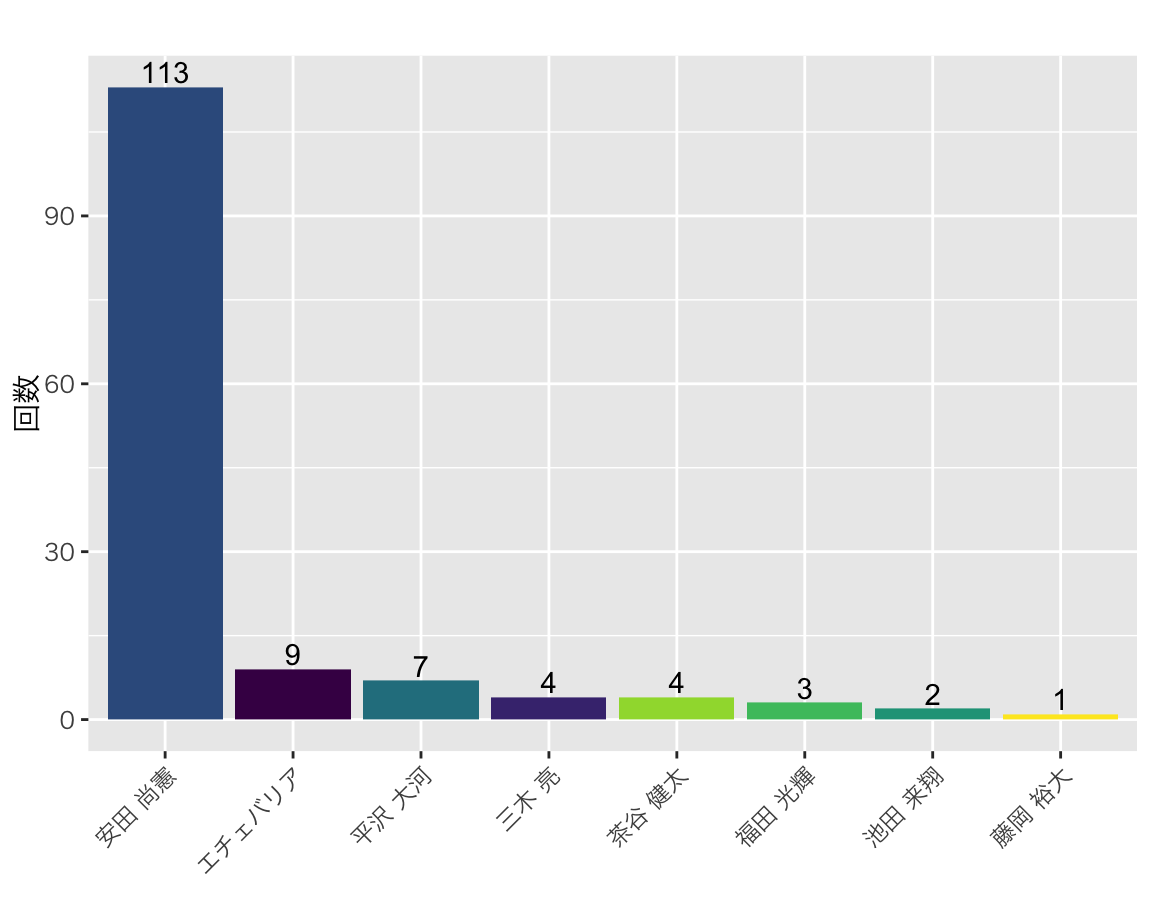 113
9
7
4
4
3
2
1
回数
90
60
30
0
安田 尚憲
エチェバリア
平沢 大河
三木 亮
茶谷 健太
福田 光輝
池田 来翔
藤岡 裕大